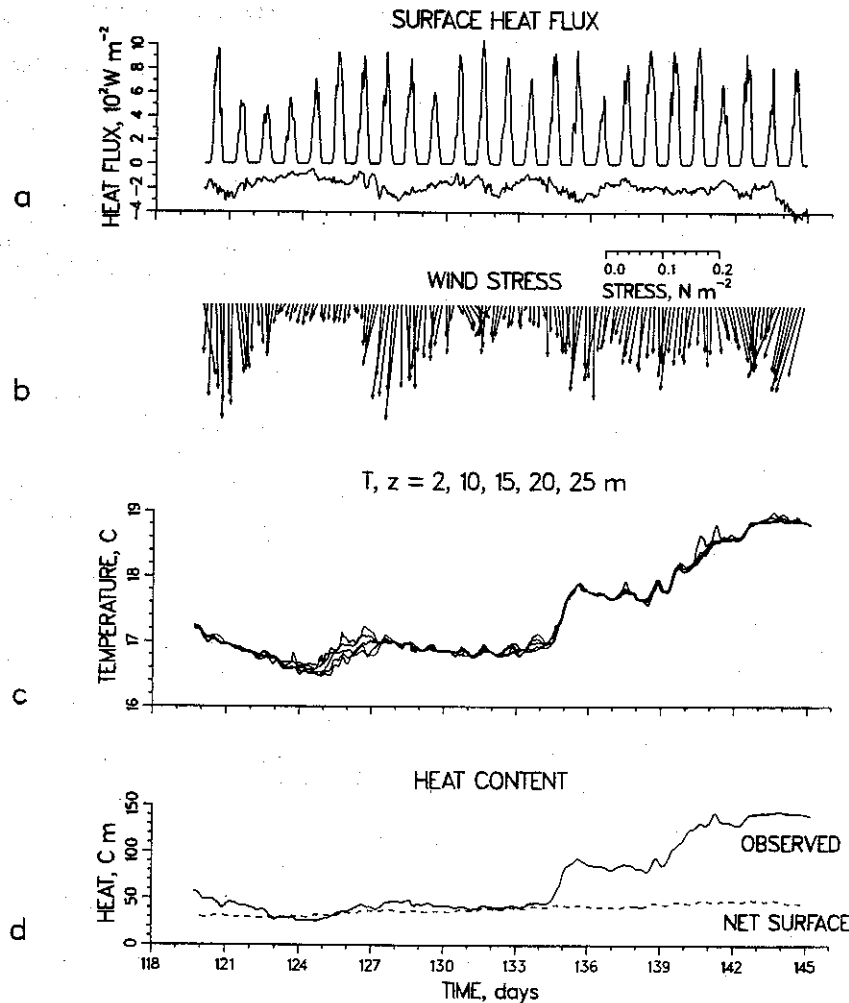 SURFACE HEAT FLUX
HEAT FLUX, 10² W m⁻²
10
8
6
4
2
0
-2
-4
a
WIND STRESS
0.0 0.1 0.2
STRESS, N m⁻²
b
T, z = 2, 10, 15, 20, 25 m
TEMPERATURE, C
19
18
17
16
c
HEAT CONTENT
HEAT, C m
150
100
50
0
OBSERVED
NET SURFACE
d
118 121 124 127 130 133 136 139 142 145
TIME, days